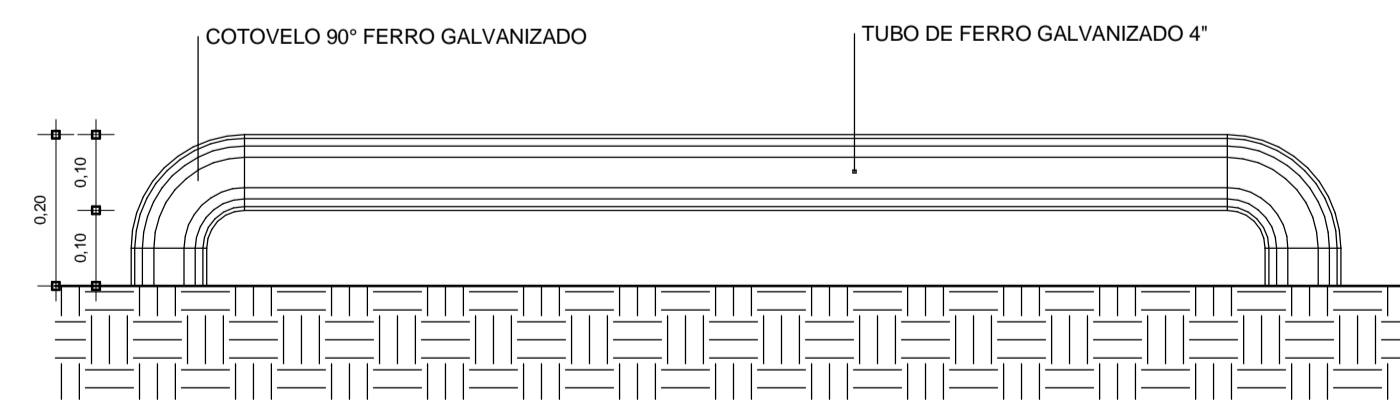 COTOVELO 90° FERRO GALVANIZADO
TUBO DE FERRO GALVANIZADO 4"
0,20
0,10
0,10